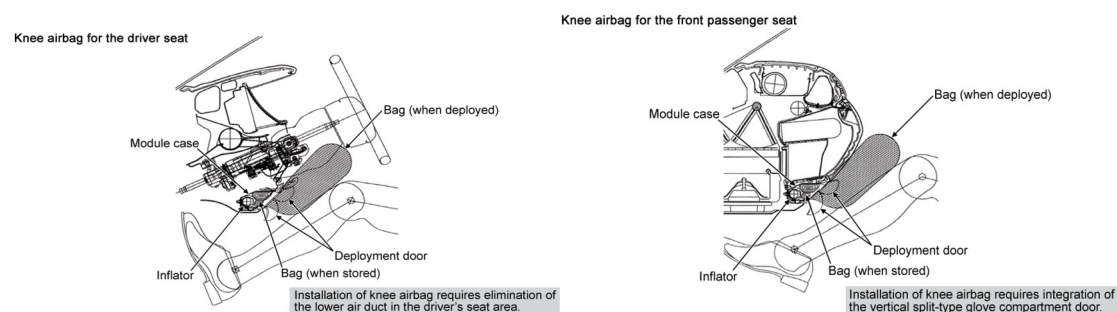 Knee airbag for the driver seat
Bag (when deployed)
Module case
Deployment door
Inflator
Bag (when stored)
Installation of knee airbag requires elimination of
the lower air duct in the driver's seat area.
Knee airbag for the front passenger seat
Bag (when deployed)
Module case
Deployment door
Inflator
Bag (when stored)
Installation of knee airbag requires integration of
the vertical split-type glove compartment door.